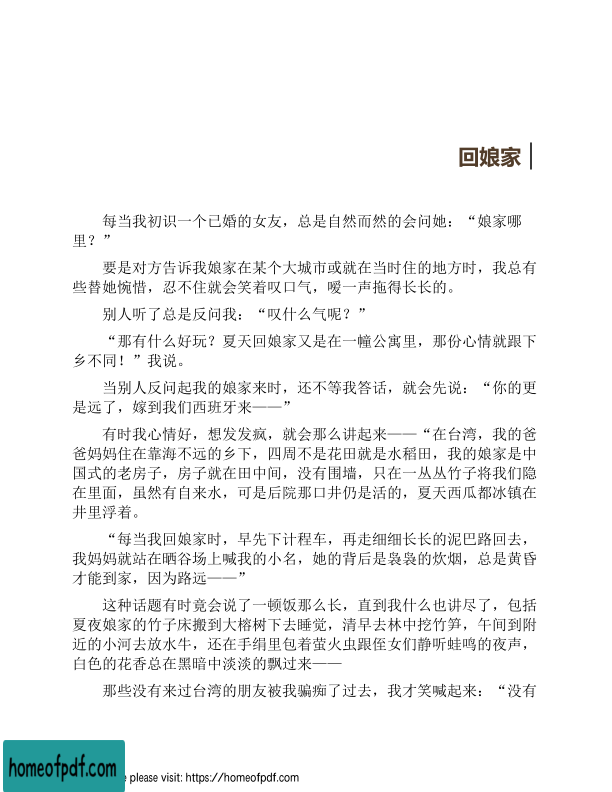 回娘家
每当我初识一个已婚的女友，总是自然而然的会问她：“娘家哪
里？”
要是对方告诉我娘家在某个大城市或就在当时住的地方时，我总有
些替她惋惜，忍不住就会笑着叹口气，嗳一声拖得长长的。
别人听了总是反问我：“叹什么气呢？”
“那有什么好玩？夏天回娘家又是在一幢公寓里，那份心情就跟下
乡不同！”我说。
当别人反问起我的娘家来时，还不等我答话，就会先说：“你的更
是远了，嫁到我们西班牙来——”
有时我心情好，想发发疯，就会那么讲起来——“在台湾，我的爸
爸妈妈住在靠海不远的乡下，四周不是花田就是水稻田，我的娘家是中
国式的老房子，房子就在田中间，没有围墙，只在一丛丛竹子将我们隐
在里面，虽然有自来水，可是后院那口井仍是活的，夏天西瓜都冰镇在
井里浮着。
“每当我回娘家时，早先下计程车，再走细细长长的泥巴路回去，
我妈妈就站在晒谷场上喊我的小名，她的背后是袅袅的炊烟，总是黄昏
才能到家，因为路远——”
这种话题有时竟会说了一顿饭那么长，直到我什么也讲尽了，包括
夏夜娘家的竹子床搬到大榕树下去睡觉，清早去林中挖竹笋，午间到附
近的小河去放水牛，还在手绢里包着萤火虫跟侄女们静听蛙鸣的夜声，
白色的花香总在黑暗中淡淡的飘过来——
那些没有来过台湾的朋友被我骗痴了过去，我才笑喊起来：“没有
homeofpdf.com
e please visit: https://homeofpdf.com